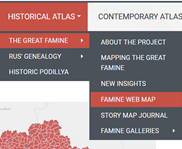 HISTORICAL ATLAS
CONTEMPORARY ATLAS
THE GREAT FAMINE
RUS' GENEALOGY
HISTORIC PODILLYA
ABOUT THE PROJECT
MAPPING THE GREAT
FAMINE
NEW INSIGHTS
FAMINE WEB MAP
STORY MAP JOURNAL
FAMINE GALLERIES